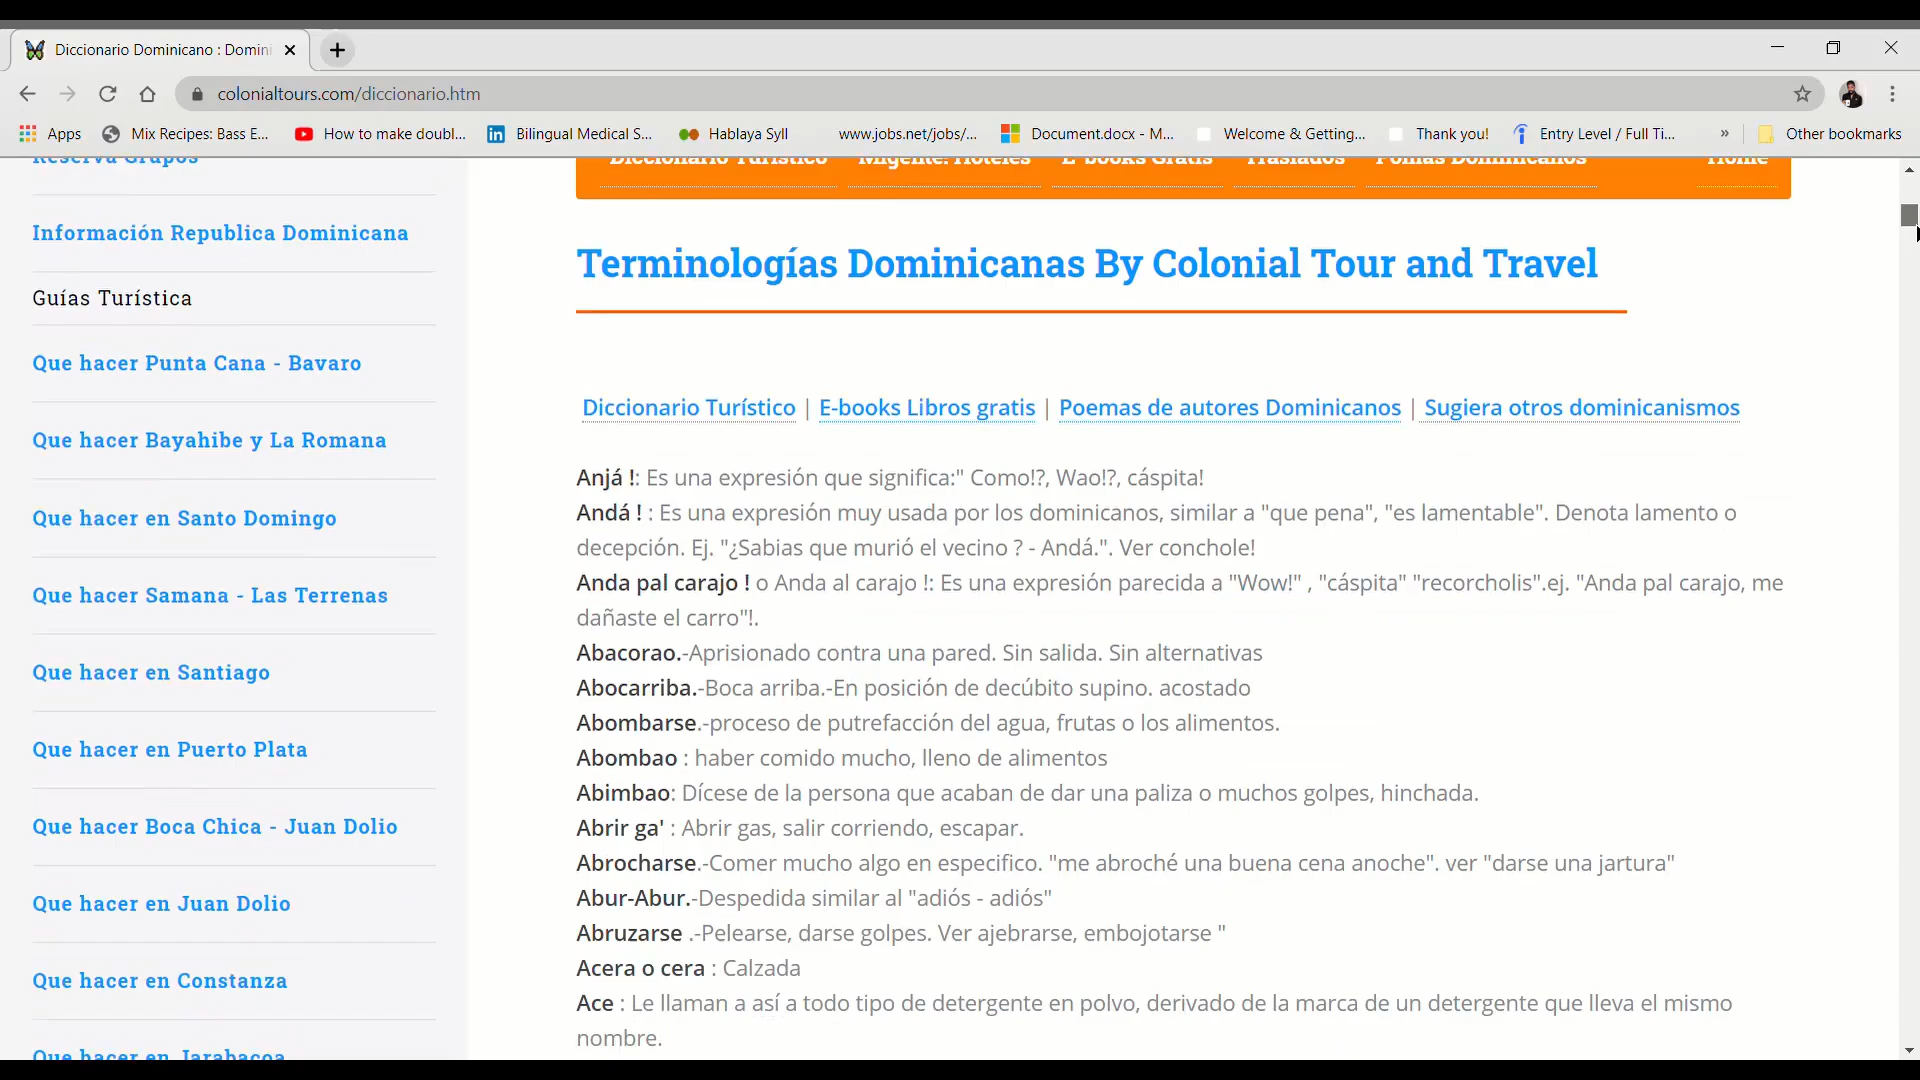 Diccionario Dominicano : Domini
colonialtours.com/diccionario.htm
Apps
Mix Recipes: Bass E...
How to make doubl...
Bilingual Medical S...
Hablaya Syll
www.jobs.net/jobs/...
Document.docx - M...
Welcome & Getting...
Thank you!
Entry Level / Full Ti...
»
Other bookmarks
Reserva Grupos
Información Republica Dominicana
Guías Turística
Que hacer Punta Cana - Bavaro
Que hacer Bayahibe y La Romana
Que hacer en Santo Domingo
Que hacer Samana - Las Terrenas
Que hacer en Santiago
Que hacer en Puerto Plata
Que hacer Boca Chica - Juan Dolio
Que hacer en Juan Dolio
Que hacer en Constanza
Que hacer en Jarabacoa
Diccionario Turístico Migente! Hoteles E-books Gratis Traslados Pomas Dominicanos Home
Terminologías Dominicanas By Colonial Tour and Travel
Diccionario Turístico | E-books Libros gratis | Poemas de autores Dominicanos | Sugiera otros dominicanismos
Anjá !: Es una expresión que significa:" Como!?, Wao!?, cáspita!
Andá ! : Es una expresión muy usada por los dominicanos, similar a "que pena", "es lamentable". Denota lamento o
decepción. Ej. "¿Sabias que murió el vecino ? - Andá.". Ver conchole!
Anda pal carajo ! o Anda al carajo !: Es una expresión parecida a "Wow!" , "cáspita" "recorcholis".ej. "Anda pal carajo, me
dañaste el carro"!.
Abacorao.-Aprisionado contra una pared. Sin salida. Sin alternativas
Abocarriba.-Boca arriba.-En posición de decúbito supino. acostado
Abombarse.-proceso de putrefacción del agua, frutas o los alimentos.
Abombao : haber comido mucho, lleno de alimentos
Abimbao: Dícese de la persona que acaban de dar una paliza o muchos golpes, hinchada.
Abrir ga' : Abrir gas, salir corriendo, escapar.
Abrocharse.-Comer mucho algo en especifico. "me abroché una buena cena anoche". ver "darse una jartura"
Abur-Abur.-Despedida similar al "adiós - adiós"
Abruzarse .-Pelearse, darse golpes. Ver ajebrarse, embojotarse "
Acera o cera : Calzada
Ace : Le llaman a así a todo tipo de detergente en polvo, derivado de la marca de un detergente que lleva el mismo
nombre.